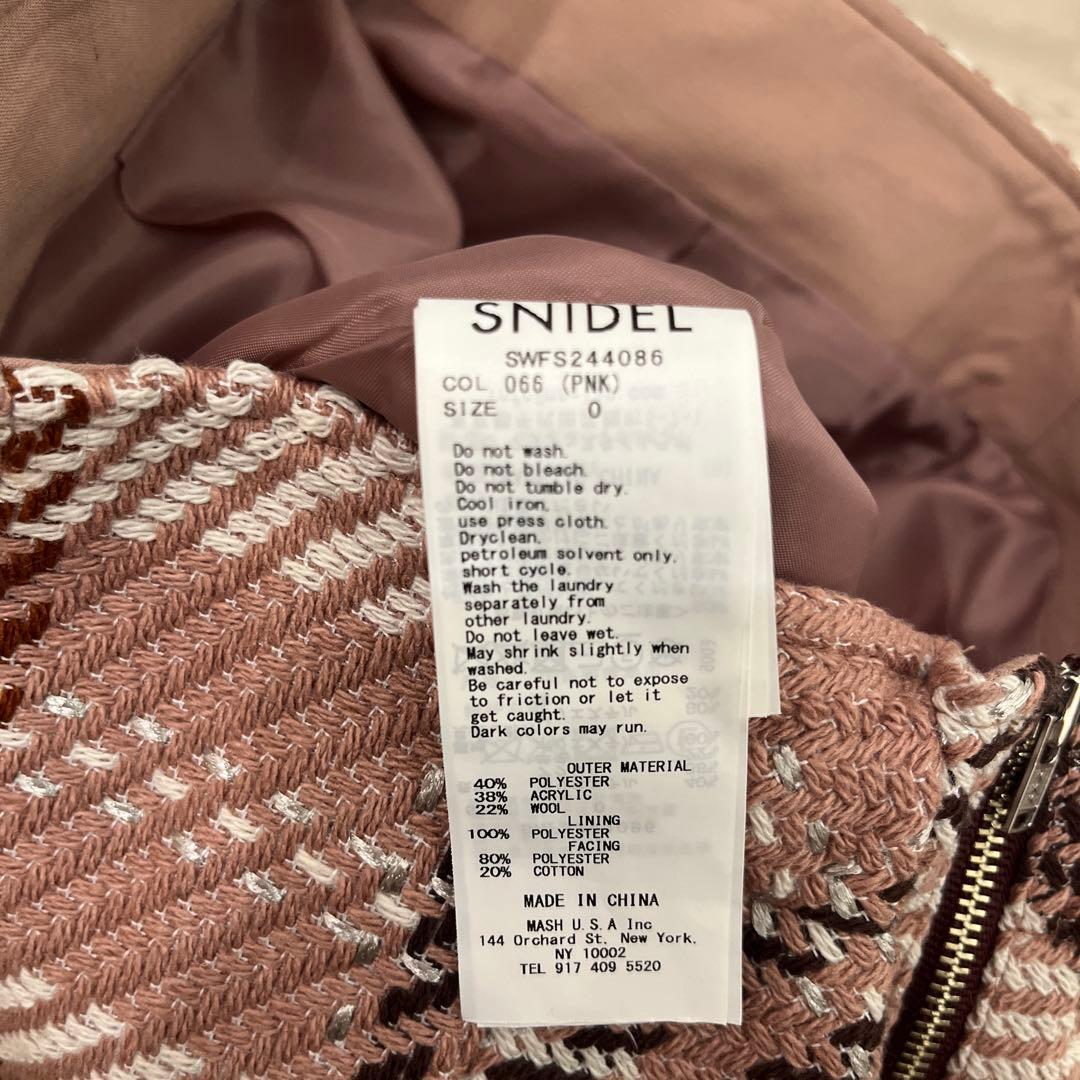 SNIDEL
SWFS244086
COL 066 (PNK)
SIZE 0
Do not wash.
Do not bleach.
Do not tumble dry.
Cool iron.
use press cloth.
Dryclean.
petroleum solvent only.
short cycle.
Wash the laundry
separately from
other laundry.
Do not leave wet.
May shrink slightly when
washed.
Be careful not to expose
to friction or let it
get caught.
Dark colors may run.
OUTER MATERIAL
40% POLYESTER
38% ACRYLIC
22% WOOL
LINING
100% POLYESTER
FACING
80% POLYESTER
20% COTTON
MADE IN CHINA
MASH U.S.A Inc
144 Orchard St. New York.
NY 10002
TEL 917 409 5520